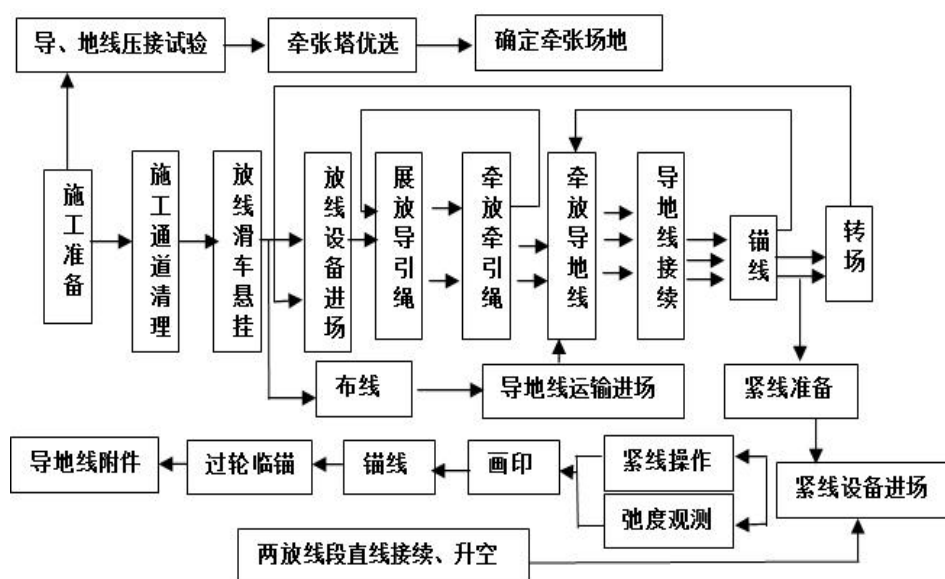 导、地线压接试验
牵张塔优选
确定牵张场地
施工准备
施工通道清理
放线滑车悬挂
放线设备进场
展放导引绳
牵放牵引绳
牵放导地线
导地线接续
锚线
转场
布线
导地线运输进场
紧线准备
导地线附件
过轮临锚
锚线
画印
紧线操作
弛度观测
紧线设备进场
两放线段直线接续、升空